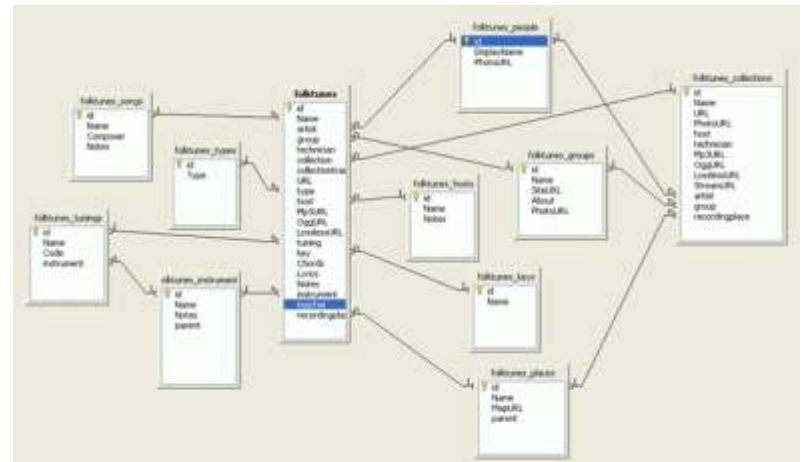 folktunes_people
id
DisplayName
PhotoURL
folktunes
id
Name
artist
group
technician
collection
URL
type
host
Mp3URL
OggURL
LosslessURL
tuning
key
Chords
Lyrics
Notes
instrument
teacher
folktunes_songs
id
Name
Composer
Notes
folktunes_types
id
Type
folktunes_tunings
id
Name
Code
instrument
id
Name
Notes
parent
folktunes_hosts
id
Name
Notes
folktunes_groups
id
Name
SiteURL
About
PhotoURL
folktunes_keys
id
Name
folktunes_places
id
Name
MapURL
parent
folktunes_collections
id
Name
URL
PhotoURL
host
technician
Mp3URL
OggURL
LosslessURL
StreamURL
artist
group
recordingplace